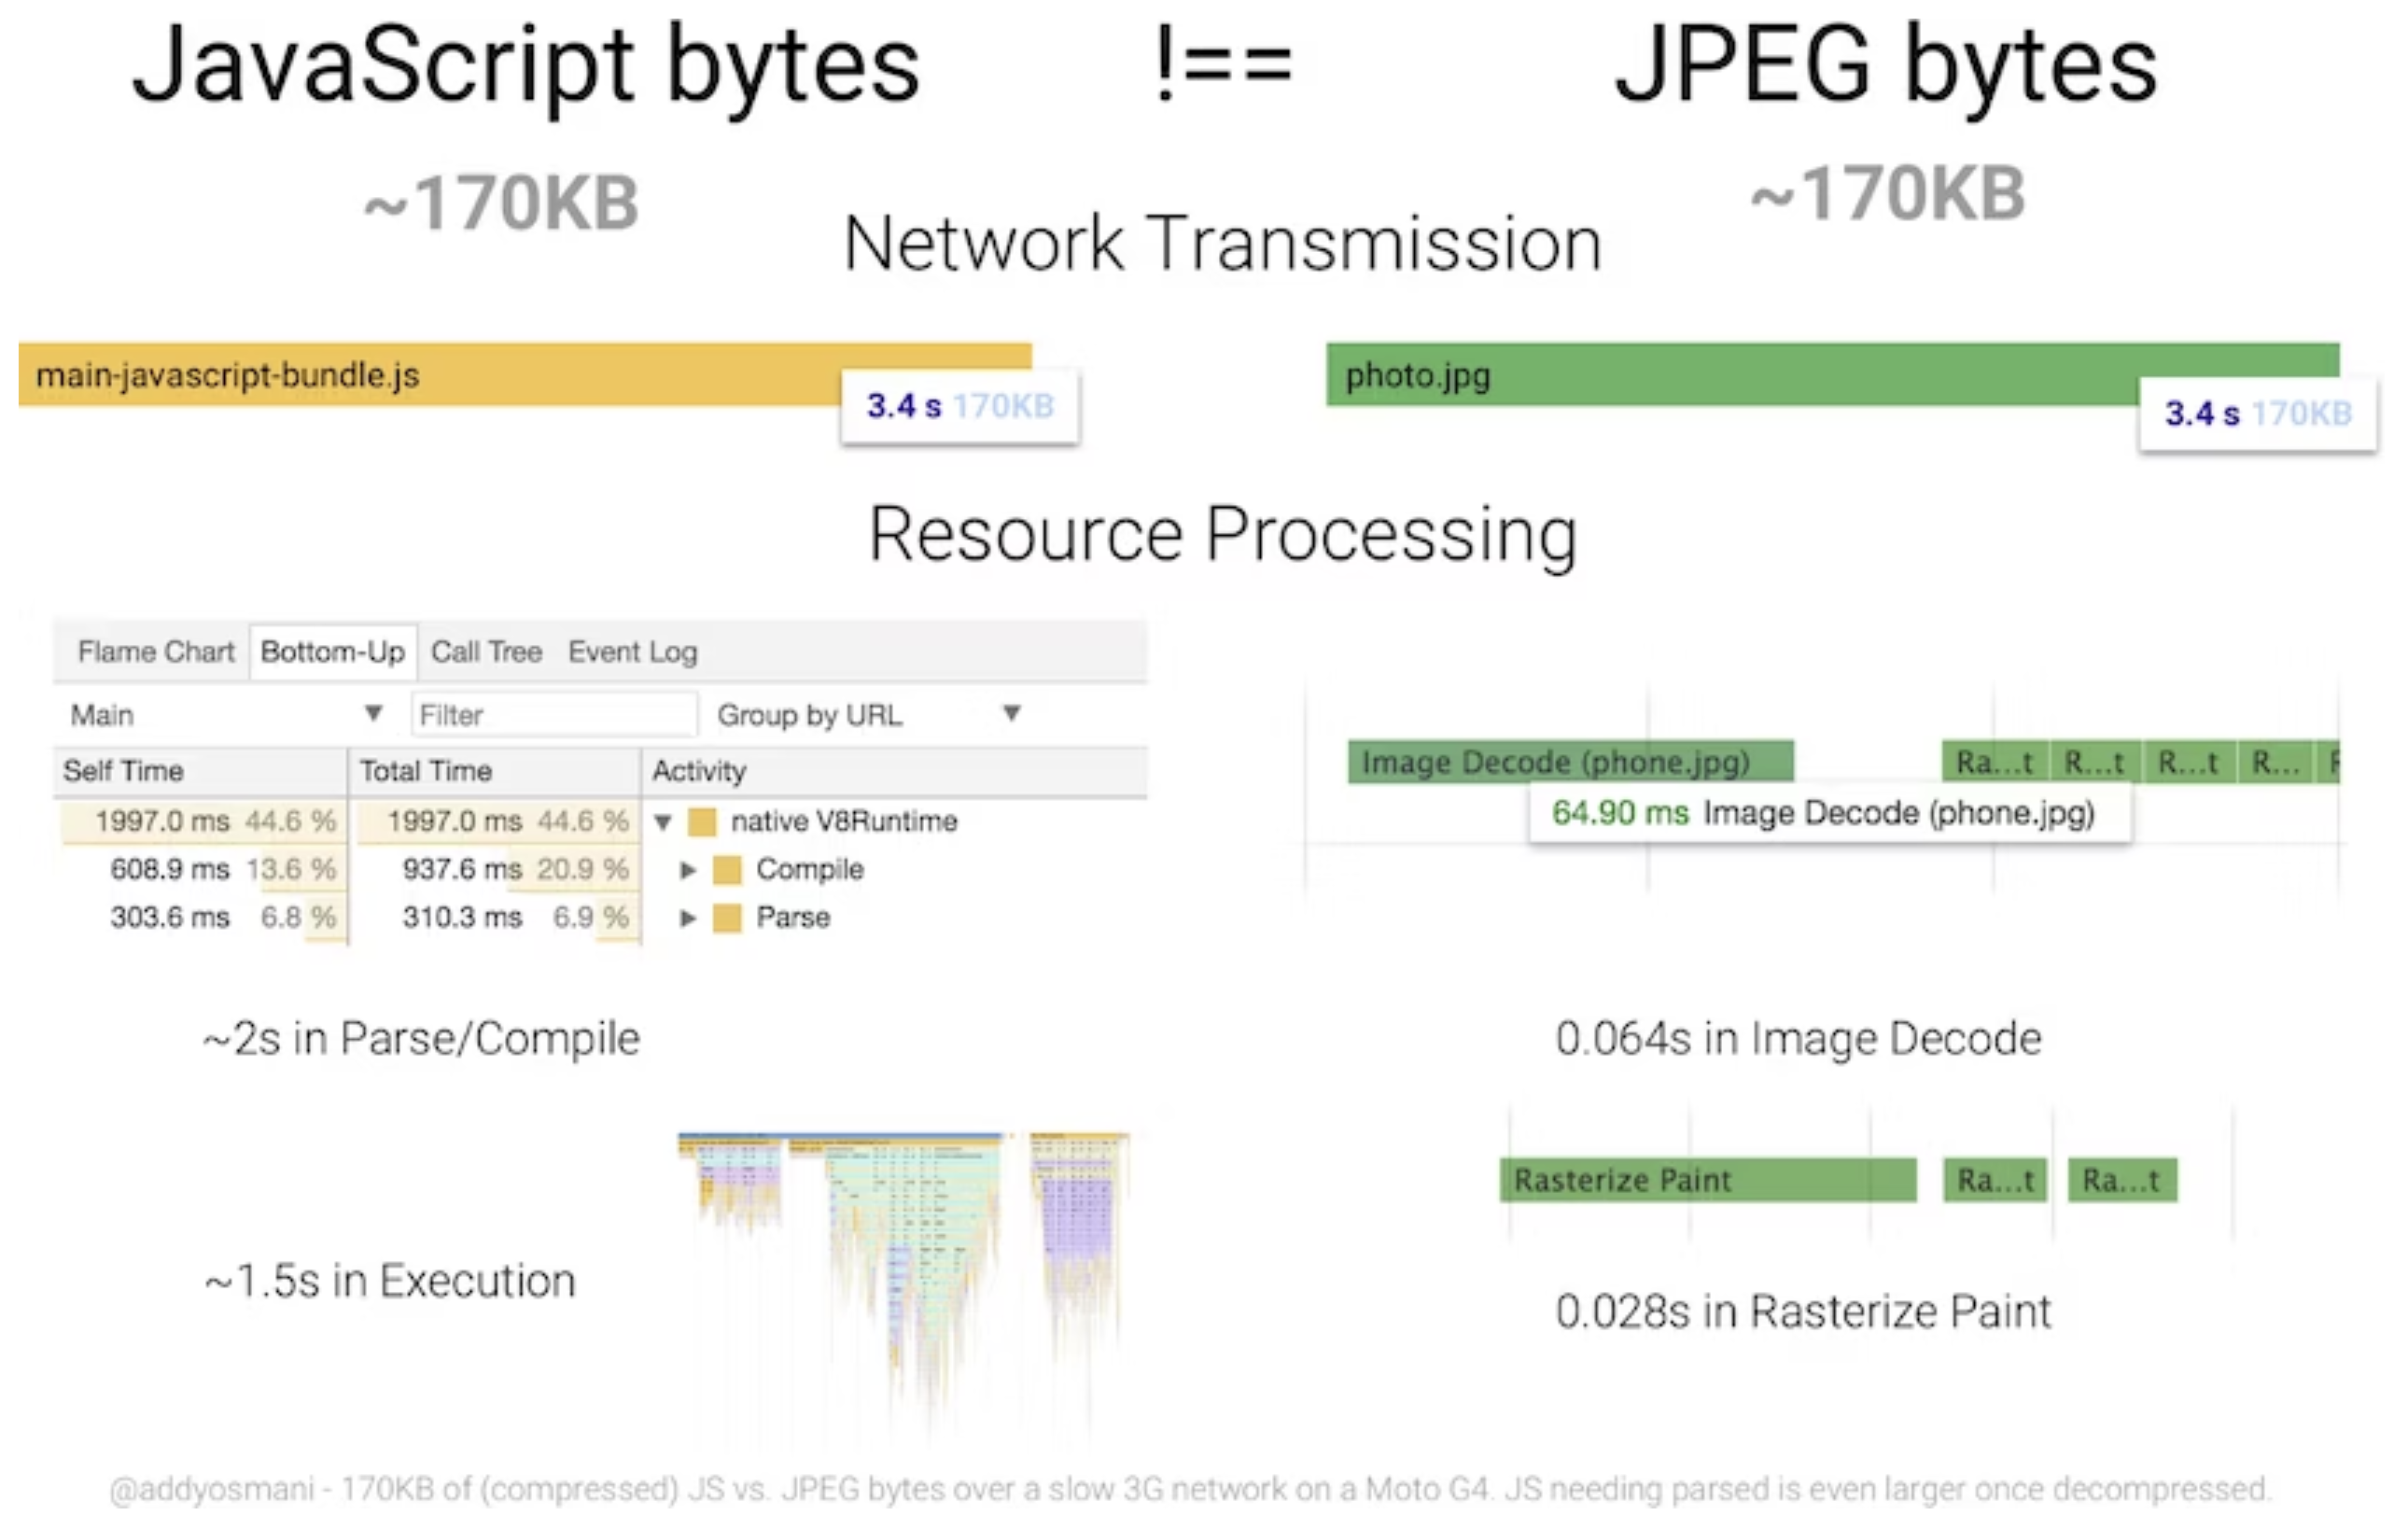 JavaScript bytes !== JPEG bytes
~170KB ~170KB
Network Transmission
main-javascript-bundle.js
3.4 s 170KB
photo.jpg
3.4 s 170KB
Resource Processing
Flame Chart Bottom-Up Call Tree Event Log
Main ▼ Filter Group by URL ▼
Self Time Total Time Activity
1997.0 ms 44.6 % 1997.0 ms 44.6 % ▼ native V8Runtime
608.9 ms 13.6 % 937.6 ms 20.9 % ▶ Compile
303.6 ms 6.8 % 310.3 ms 6.9 % ▶ Parse
Image Decode (phone.jpg) Ra...t R...t R...t R...
64.90 ms Image Decode (phone.jpg)
~2s in Parse/Compile
0.064s in Image Decode
~1.5s in Execution
Rasterize Paint Ra...t Ra...t
0.028s in Rasterize Paint
@addyosmani - 170KB of (compressed) JS vs. JPEG bytes over a slow 3G network on a Moto G4. JS needing parsed is even larger once decompressed.